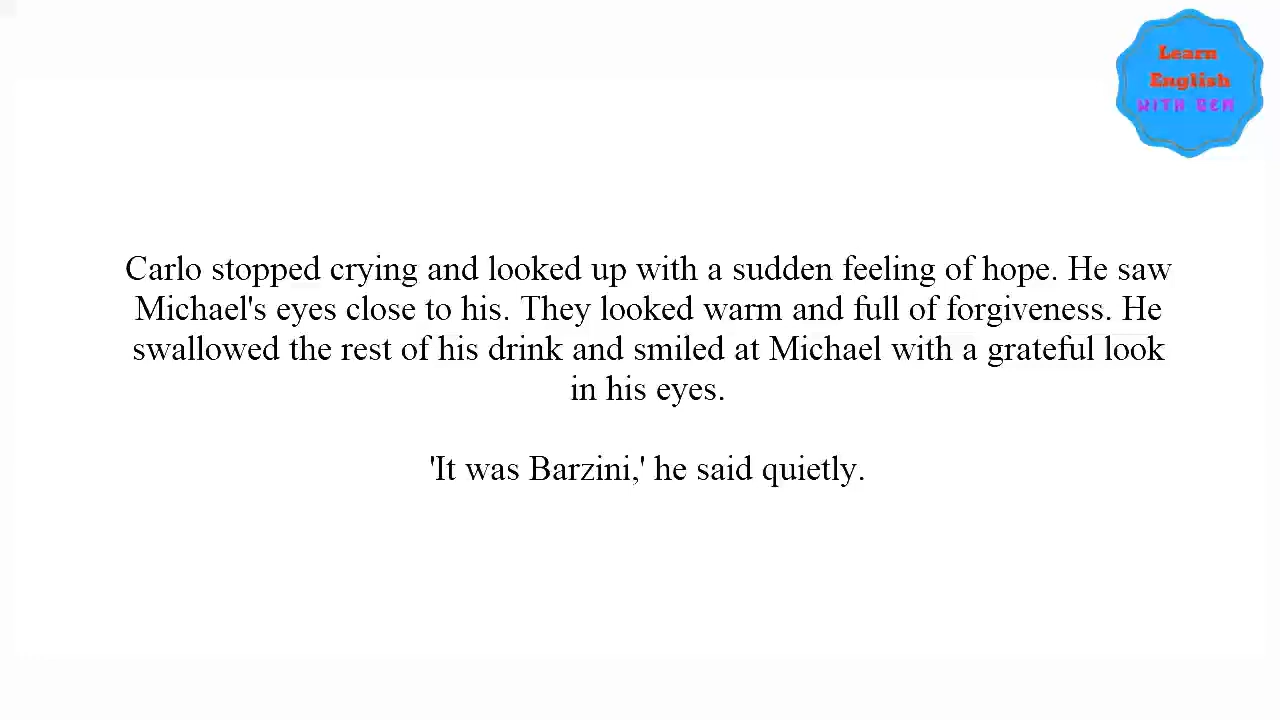 Learn
English
WITH BEN
Carlo stopped crying and looked up with a sudden feeling of hope. He saw
Michael's eyes close to his. They looked warm and full of forgiveness. He
swallowed the rest of his drink and smiled at Michael with a grateful look
in his eyes.
'It was Barzini,' he said quietly.